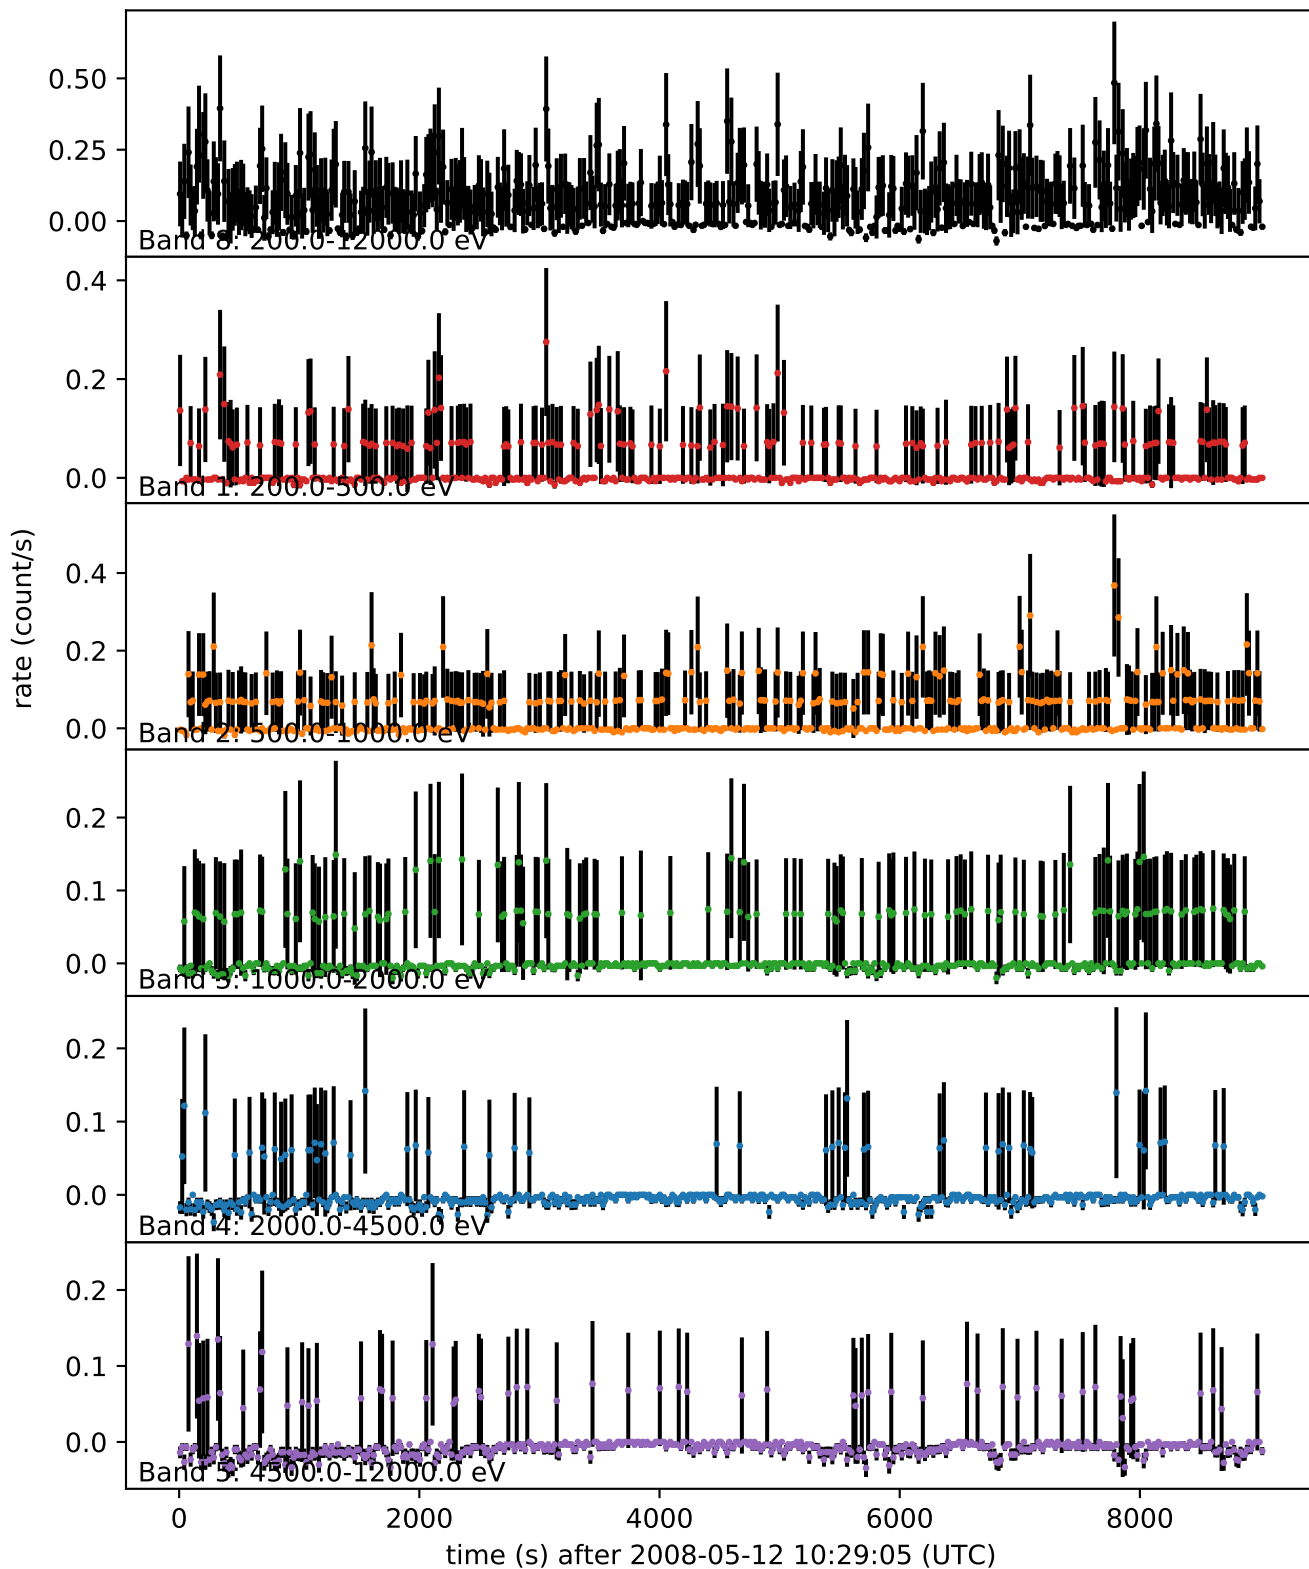 0.50
0.25
0.00
Band 8: 200.0-12000.0 eV
0.4
0.2
0.0
Band 1: 200.0-500.0 eV
rate (count/s)
0.4
0.2
0.0
Band 2: 500.0-1000.0 eV
0.2
0.1
0.0
Band 3: 1000.0-2000.0 eV
0.2
0.1
0.0
Band 4: 2000.0-4500.0 eV
0.2
0.1
0.0
Band 5: 4500.0-12000.0 eV
0 2000 4000 6000 8000
time (s) after 2008-05-12 10:29:05 (UTC)